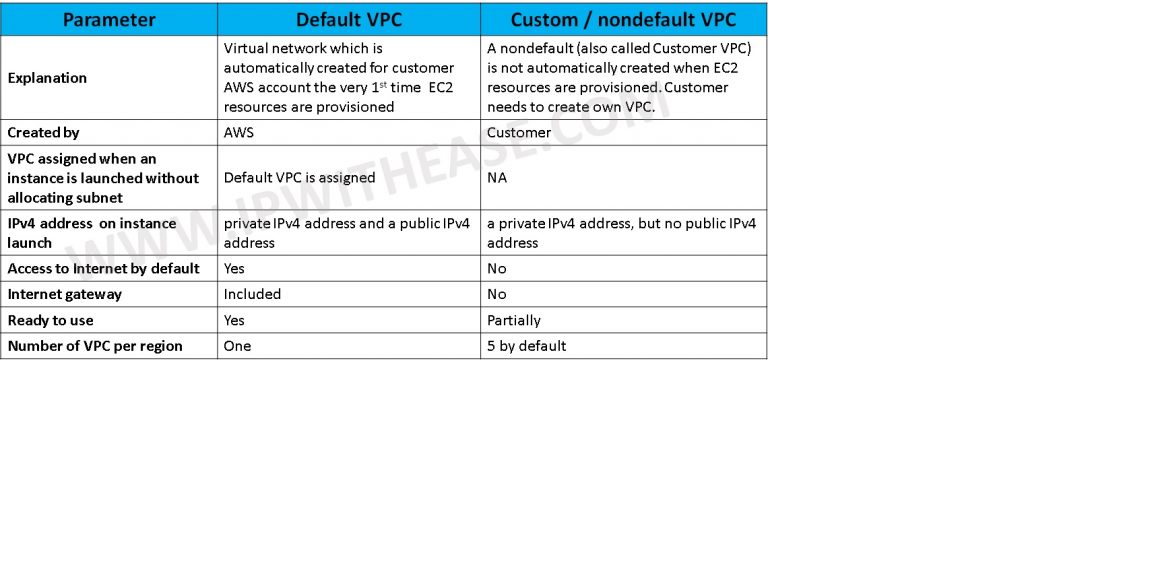 Parameter
Default VPC
Custom / nondefault VPC
Explanation
Virtual network which is
automatically created for customer
AWS account the very 1st time EC2
resources are provisioned
A nondefault (also called Customer VPC)
is not automatically created when EC2
resources are provisioned. Customer
needs to create own VPC.
Created by
AWS
Customer
VPC assigned when an
instance is launched without
allocating subnet
Default VPC is assigned
NA
IPv4 address on instance
launch
private IPv4 address and a public IPv4
address
a private IPv4 address, but no public IPv4
address
Access to Internet by default
Yes
No
Internet gateway
Included
No
Ready to use
Yes
Partially
Number of VPC per region
One
5 by default
WWW.IPWITHEASE.COM